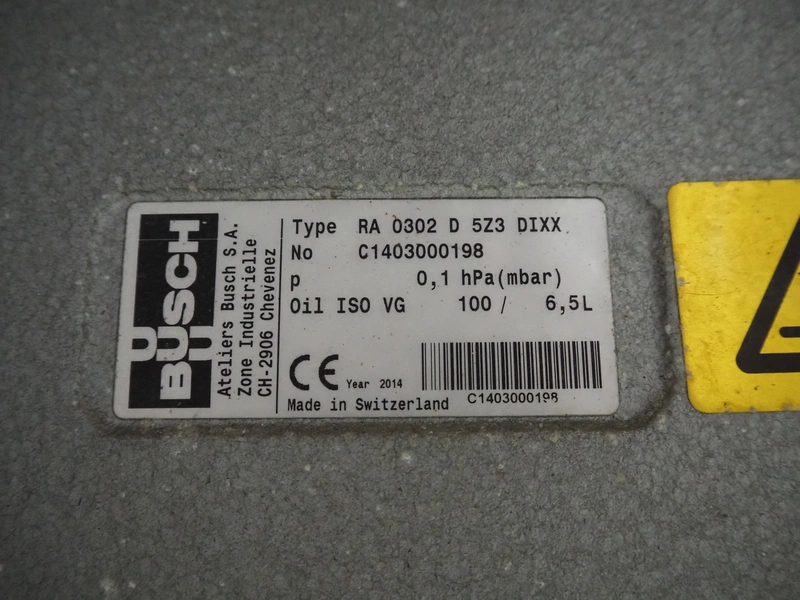 BUSCH
Ateliers Busch S.A.
Zone Industrielle
CH-2906 Chevenez
Type RA 0302 D 5Z3 DIXX
No C1403000198
p 0,1 hPa(mbar)
Oil ISO VG 100 / 6,5L
CE Year 2014
Made in Switzerland
C1403000198